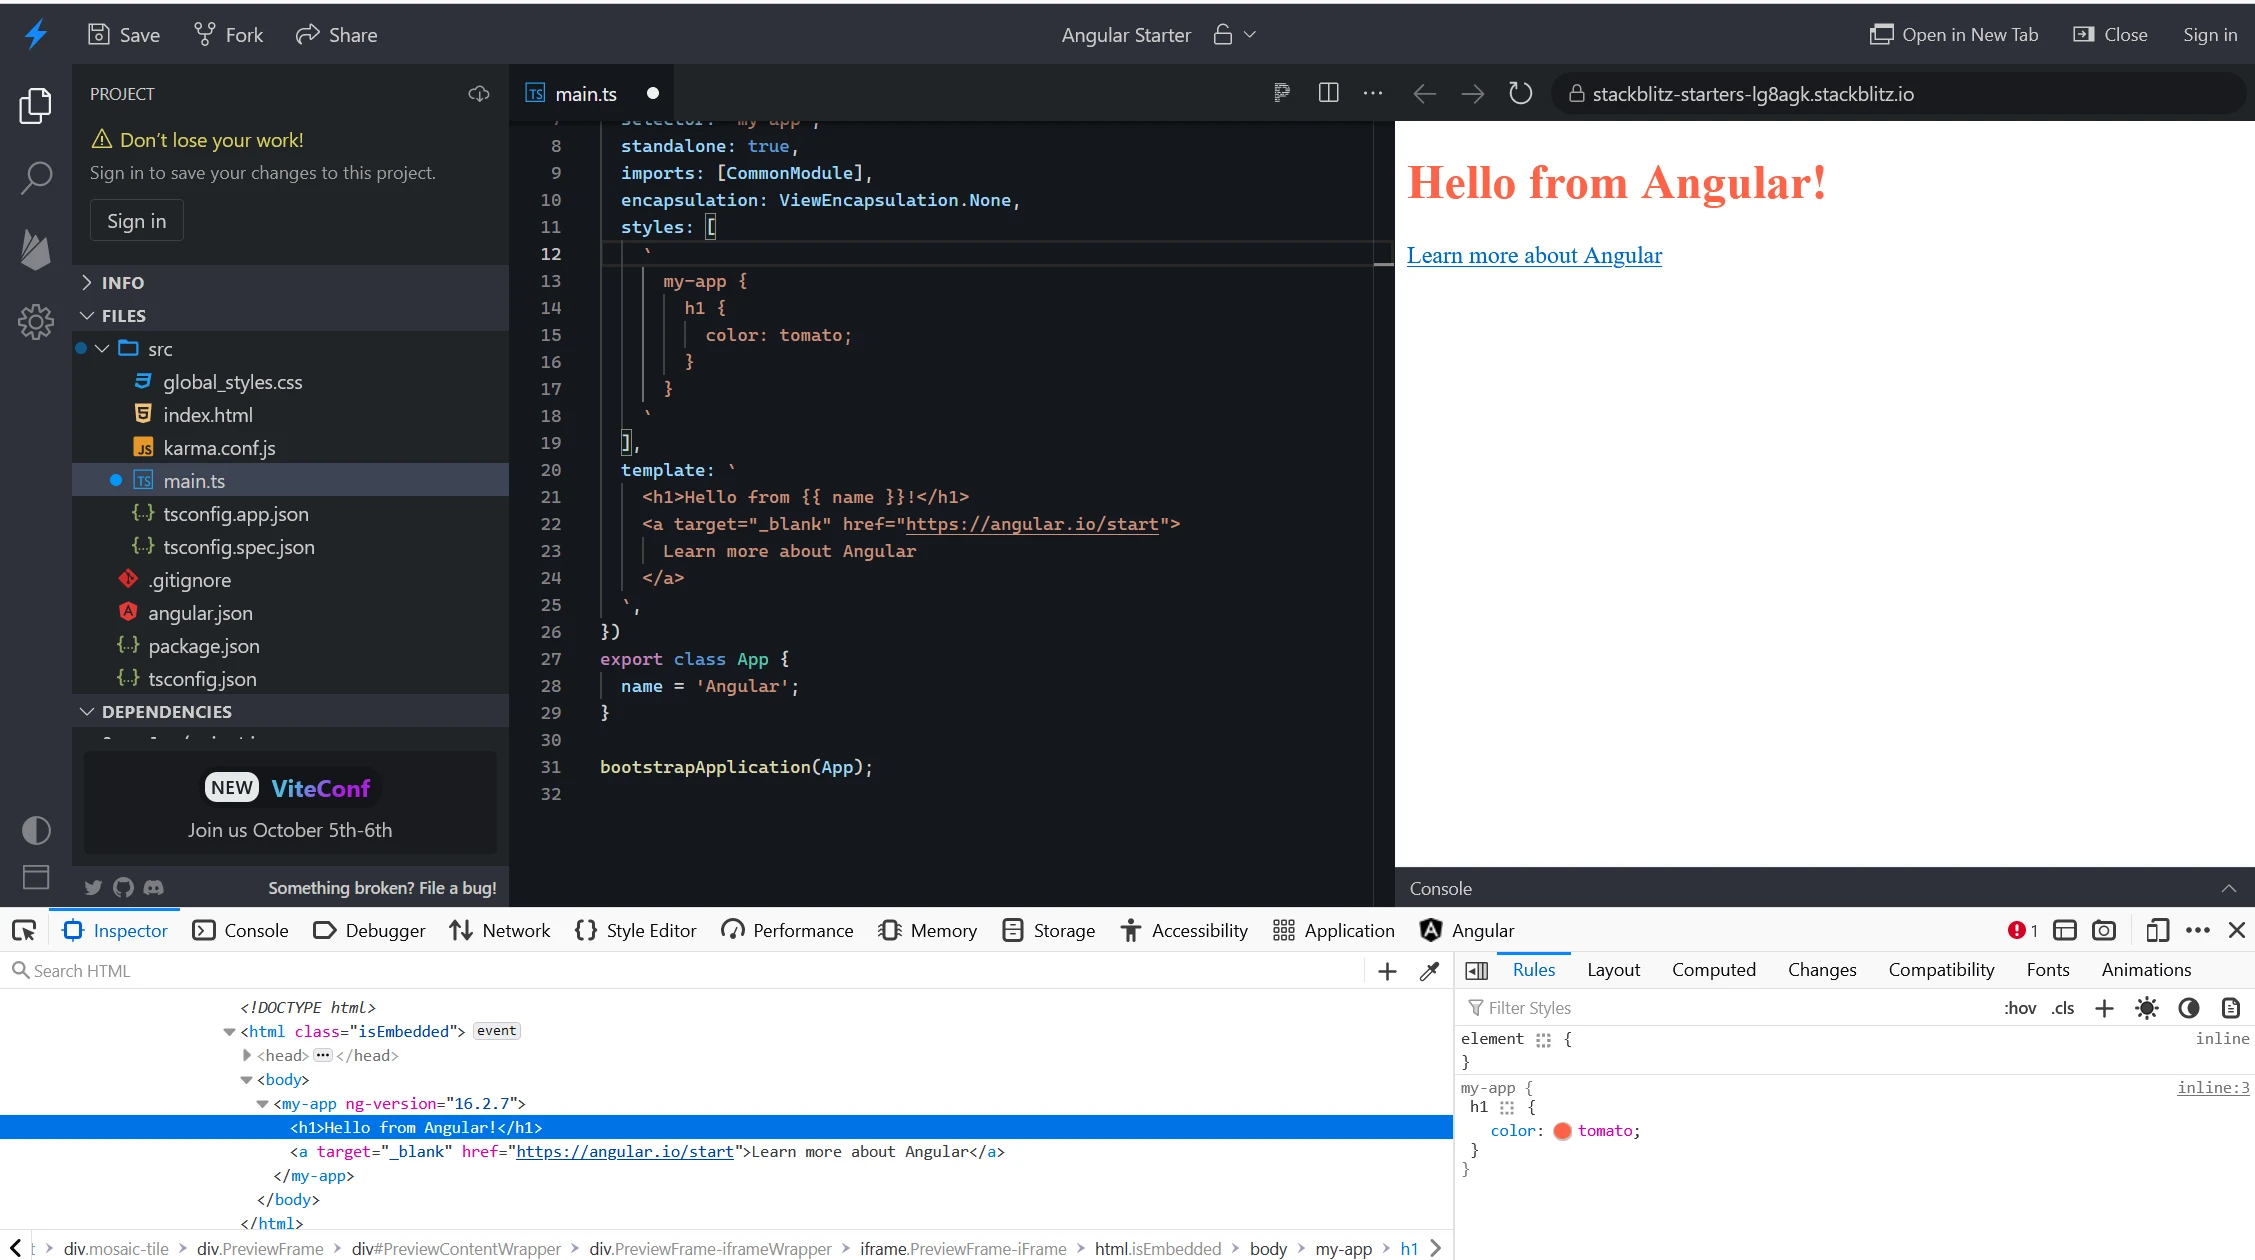 Save Fork Share Angular Starter Open in New Tab Close Sign in
PROJECT
Don't lose your work!
Sign in to save your changes to this project.
Sign in
INFO
FILES
src
global_styles.css
index.html
karma.conf.js
main.ts
tsconfig.app.json
tsconfig.spec.json
.gitignore
angular.json
package.json
tsconfig.json
DEPENDENCIES
NEW ViteConf
Join us October 5th-6th
Something broken? File a bug!
TS main.ts
selector: 'my-app',
8 standalone: true,
9 imports: [CommonModule],
10 encapsulation: ViewEncapsulation.None,
11 styles: [
12 `
13 my-app {
14 h1 {
15 color: tomato;
16 }
17 }
18 `
19 ],
20 template: `
21 <h1>Hello from {{ name }}!</h1>
22 <a target="_blank" href="https://angular.io/start">
23 Learn more about Angular
24 </a>
25 `,
26 })
27 export class App {
28 name = 'Angular';
29 }
30
31 bootstrapApplication(App);
32
stackblitz-starters-lg8agk.stackblitz.io
Hello from Angular!
Learn more about Angular
Console
Inspector Console Debugger Network Style Editor Performance Memory Storage Accessibility Application Angular 1
Search HTML
<!DOCTYPE html>
<html class="isEmbedded"> event
<head> ••• </head>
<body>
<my-app ng-version="16.2.7">
<h1>Hello from Angular!</h1>
<a target="_blank" href="https://angular.io/start">Learn more about Angular</a>
</my-app>
</body>
</html>
div.mosaic-tile > div.PreviewFrame > div#PreviewContentWrapper > div.PreviewFrame-iframeWrapper > iframe.PreviewFrame-iFrame > html.isEmbedded > body > my-app > h1
Rules Layout Computed Changes Compatibility Fonts Animations
Filter Styles :hov .cls
element { inline
}
my-app { inline:3
h1 {
color: tomato;
}
}